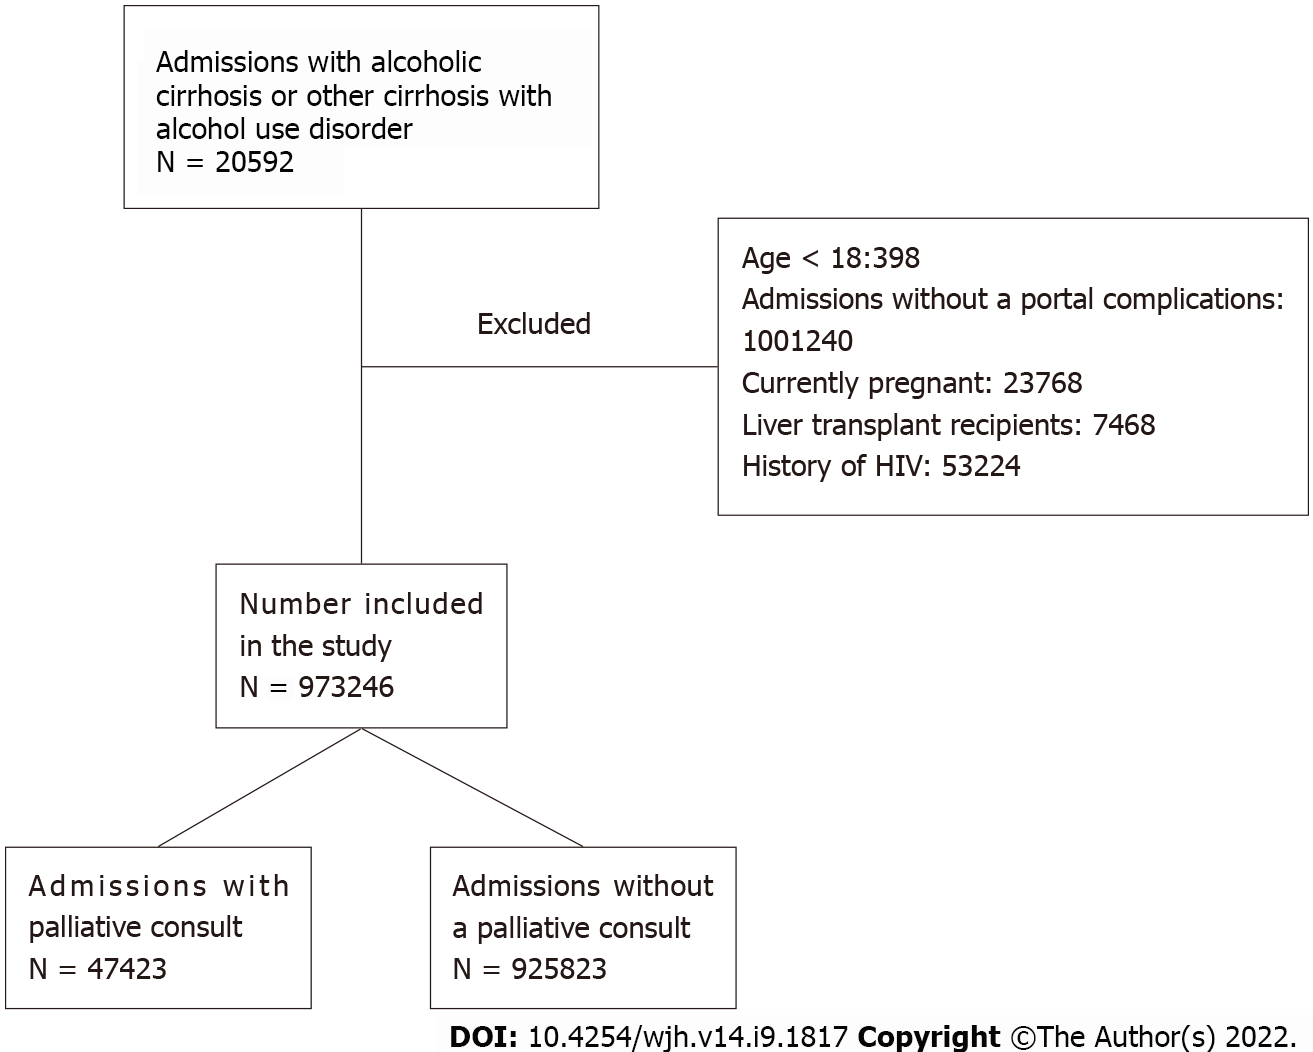 Admissions with alcoholic
cirrhosis or other cirrhosis with
alcohol use disorder
N = 20592
Excluded
Age < 18:398
Admissions without a portal complications:
1001240
Currently pregnant: 23768
Liver transplant recipients: 7468
History of HIV: 53224
Number included
in the study
N = 973246
Admissions with
palliative consult
N = 47423
Admissions without
a palliative consult
N = 925823
DOI: 10.4254/wjh.v14.i9.1817 Copyright ©The Author(s) 2022.